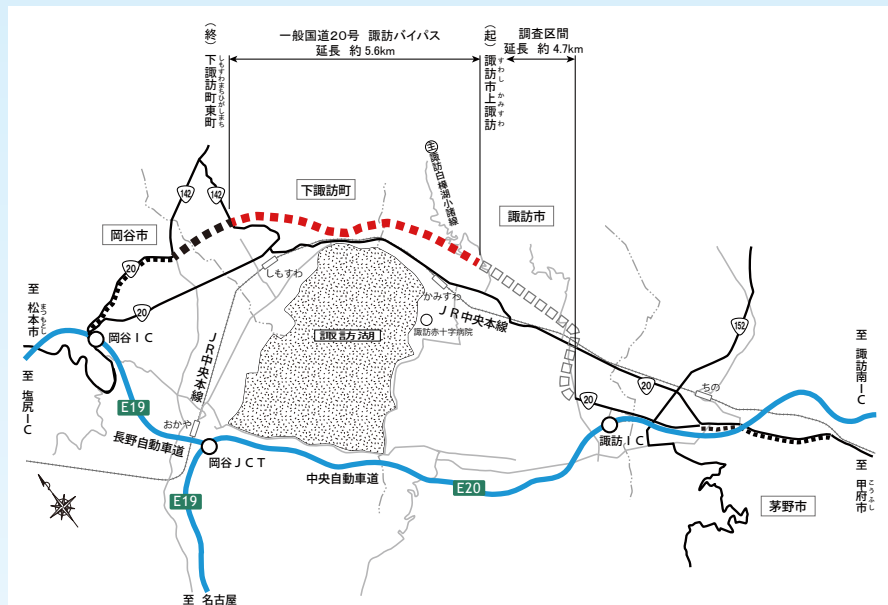 一般国道20号 諏訪バイパス
延長 約5.6km
調査区間
延長 約4.7km
(終)下諏訪町東町
しもすわまちひがしまち
(起)諏訪市上諏訪
すわし かみすわ
主 諏訪白樺湖小諸線
142
142
下諏訪町
諏訪市
岡谷市
20
20
しもすわ
かみすわ
JR中央本線
諏訪赤十字病院
諏訪湖
152
至 松本市
まつもとし
岡谷IC
JR中央本線
至 諏訪南IC
至 塩尻IC
ちの
20
20
E19
おかや
長野自動車道
岡谷JCT
諏訪IC
中央自動車道
E20
E19
至 甲府市
こうふし
茅野市
至 名古屋